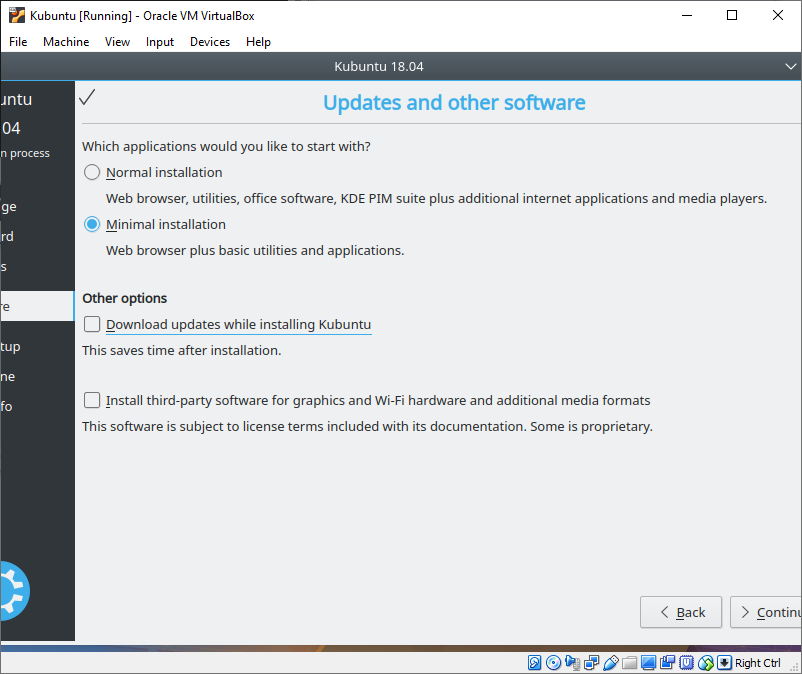 Kubuntu [Running] - Oracle VM VirtualBox
File Machine View Input Devices Help
Kubuntu 18.04
untu
04
n process
ge
rd
s
re
tup
ne
fo
Updates and other software
Which applications would you like to start with?
Normal installation
Web browser, utilities, office software, KDE PIM suite plus additional internet applications and media players.
Minimal installation
Web browser plus basic utilities and applications.
Other options
Download updates while installing Kubuntu
This saves time after installation.
Install third-party software for graphics and Wi-Fi hardware and additional media formats
This software is subject to license terms included with its documentation. Some is proprietary.
Back
Continu
Right Ctrl